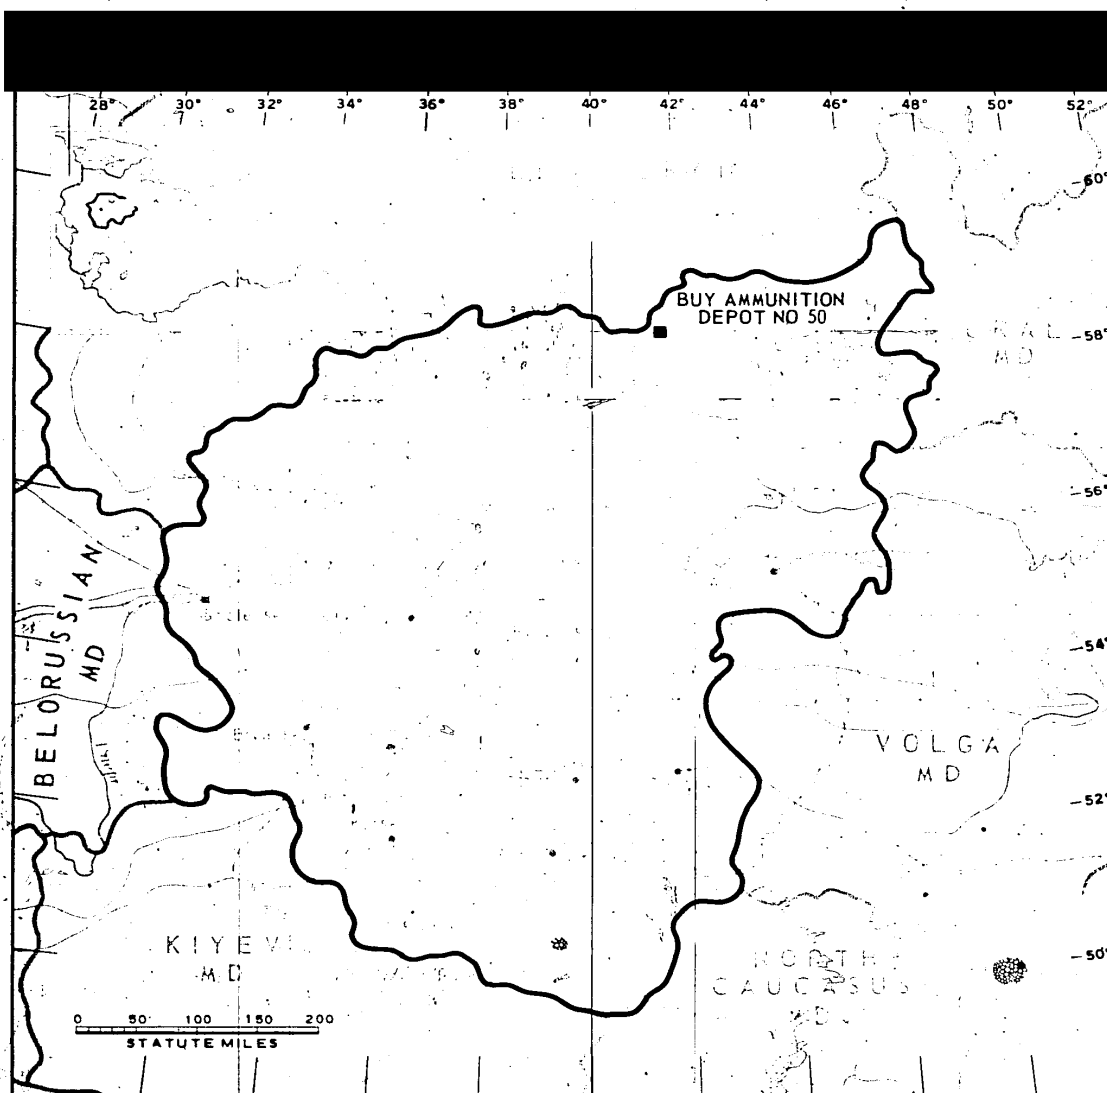 28° 30° 32° 34° 36° 38° 40° 42° 44° 46° 48° 50° 52°
60°
BUY AMMUNITION
DEPOT NO 50
58°
MD
56°
BELORUSSIAN
MD
54°
VOLGA
MD
52°
KIYEV
MD
NORTH
CAUCASUS
MD
50°
0 50 100 150 200
STATUTE MILES